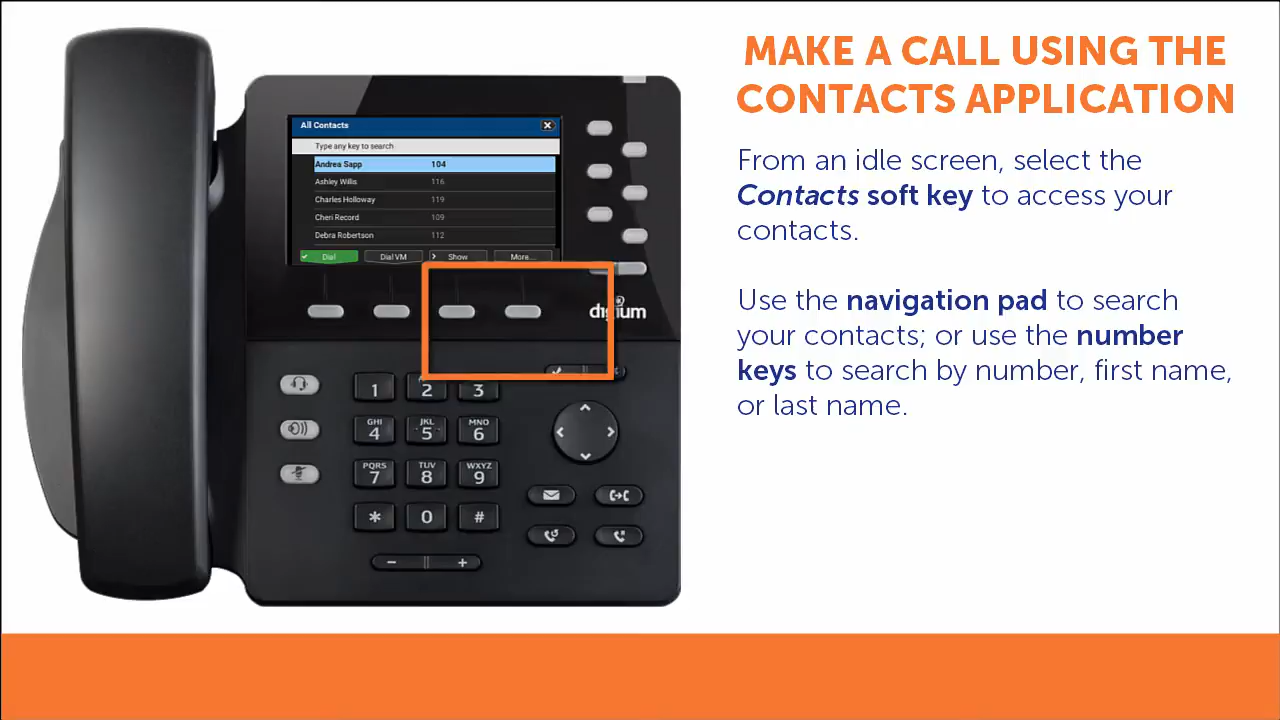 MAKE A CALL USING THE
CONTACTS APPLICATION
From an idle screen, select the
Contacts soft key to access your
contacts.
Use the navigation pad to search
your contacts; or use the number
keys to search by number, first name,
or last name.
All Contacts
Type any key to search
Andrea Sapp 104
Ashley Willis 116
Charles Holloway 119
Cheri Record 109
Debra Robertson 112
Dial Dial VM Show More...
digium
1 2 3
GHI JKL MNO
4 5 6
PQRS TUV WXYZ
7 8 9
* 0 #
− +